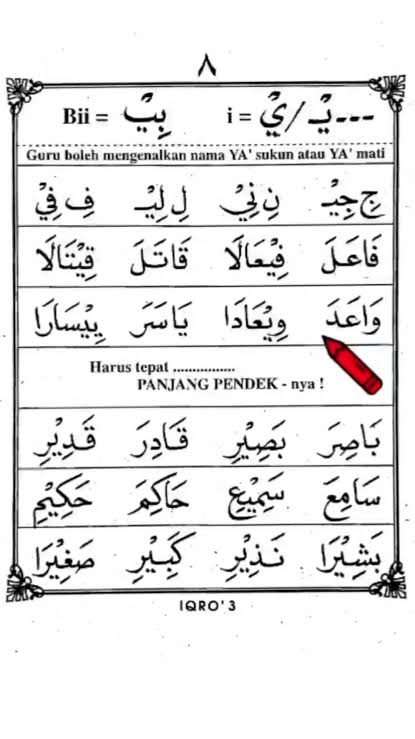 ٨
Bii = بِيْ    i = يْـ / يْ ---
Guru boleh mengenalkan nama YA' sukun atau YA' mati
جِ جِيْـ نِ نِيْ لِ لِيْـ فِ فِيْ
فَاعَلَ فِيْعَالًا قَاتَلَ قِيْتَالًا
وَاعَدَ وِيْعَادًا يَاسَرَ يِيْسَارًا
Harus tepat ................
PANJANG PENDEK - nya !
بَاصِرَ بَصِيْرِ قَادِرَ قَدِيْرِ
سَامِعَ سَمِيْعِ حَاكِمَ حَكِيْمِ
بَشِيْرًا نَذِيْرِ كَبِيْرِ صَغِيْرًا
IQRO' 3